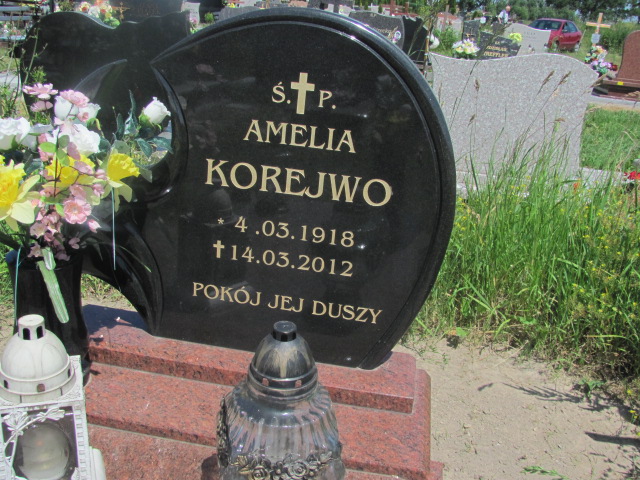 Ś. P.
AMELIA
KOREJWO
* 4.03.1918
✝ 14.03.2012
POKÓJ JEJ DUSZY